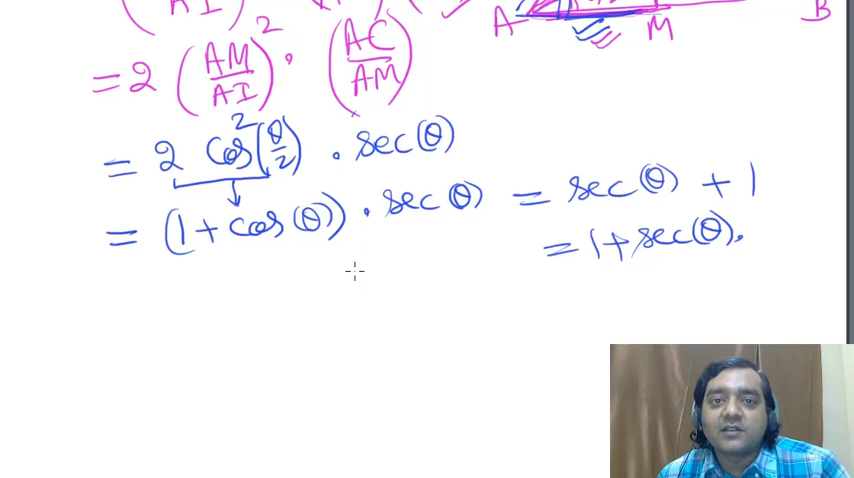 A M B
= 2 (AM/AI)² · (AC/AM)
= 2 cos²(θ/2) · sec(θ)
= (1 + cos(θ)) · sec(θ) = sec(θ) + 1
= 1 + sec(θ).